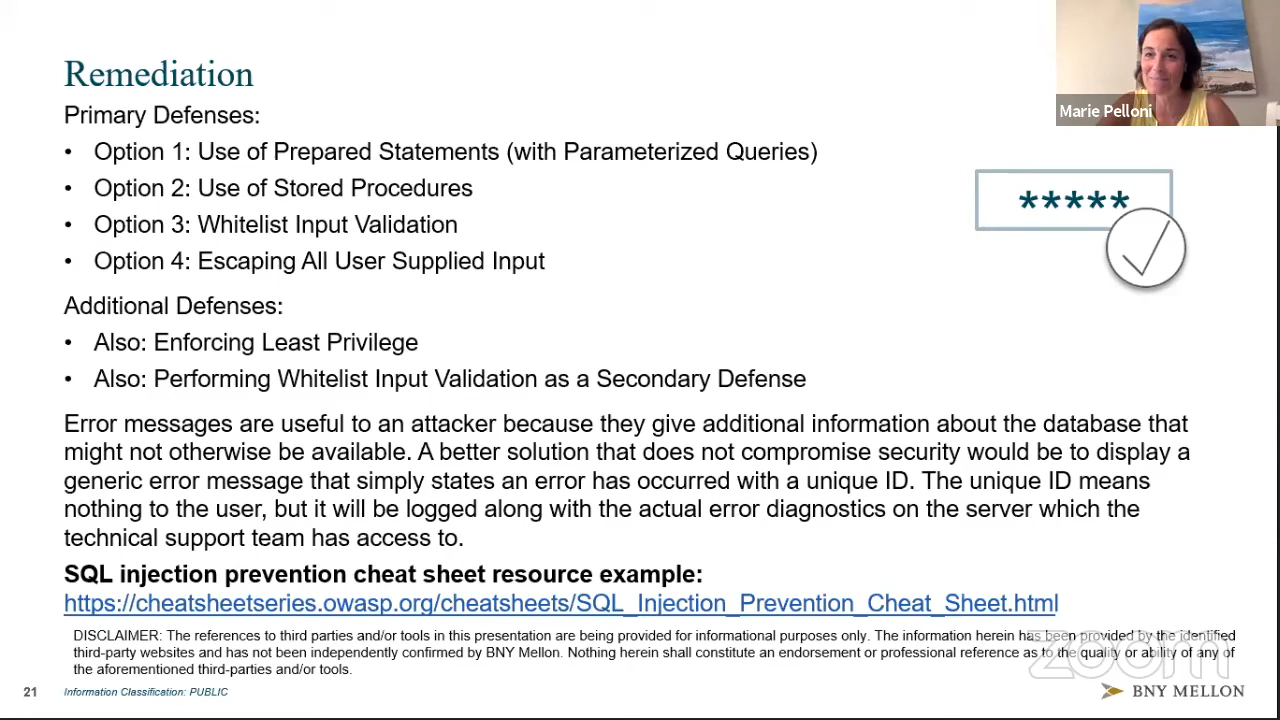 Remediation
Marie Pelloni
Primary Defenses:
• Option 1: Use of Prepared Statements (with Parameterized Queries)
• Option 2: Use of Stored Procedures
• Option 3: Whitelist Input Validation
• Option 4: Escaping All User Supplied Input
*****
Additional Defenses:
• Also: Enforcing Least Privilege
• Also: Performing Whitelist Input Validation as a Secondary Defense
Error messages are useful to an attacker because they give additional information about the database that
might not otherwise be available. A better solution that does not compromise security would be to display a
generic error message that simply states an error has occurred with a unique ID. The unique ID means
nothing to the user, but it will be logged along with the actual error diagnostics on the server which the
technical support team has access to.
SQL injection prevention cheat sheet resource example:
https://cheatsheetseries.owasp.org/cheatsheets/SQL_Injection_Prevention_Cheat_Sheet.html
DISCLAIMER: The references to third parties and/or tools in this presentation are being provided for informational purposes only. The information herein has been provided by the identified
third-party websites and has not been independently confirmed by BNY Mellon. Nothing herein shall constitute an endorsement or professional reference as to the quality or ability of any of
the aforementioned third-parties and/or tools.
zoom
21
Information Classification: PUBLIC
BNY MELLON